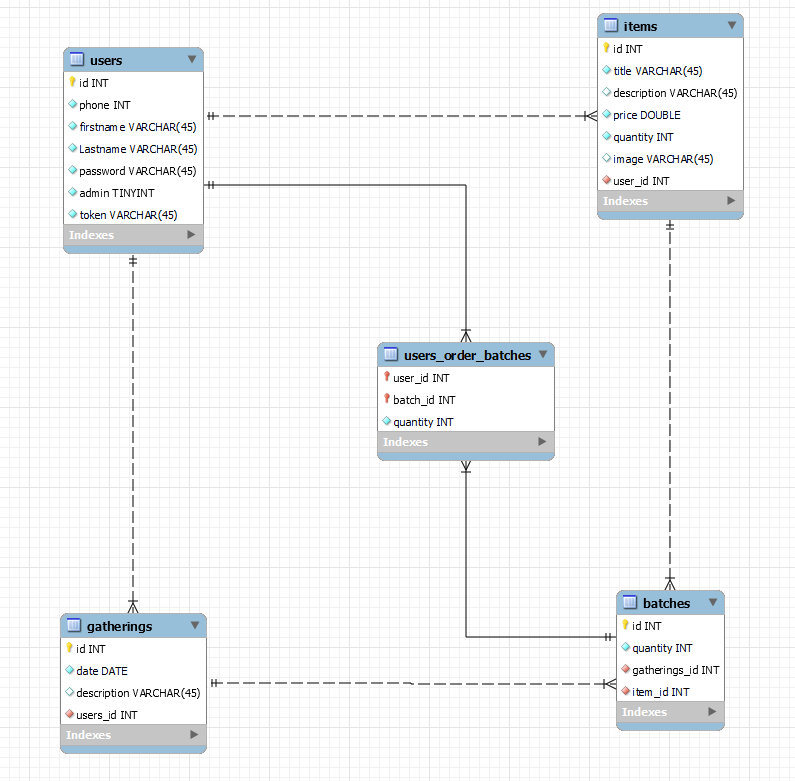 users
id INT
phone INT
firstname VARCHAR(45)
Lastname VARCHAR(45)
password VARCHAR(45)
admin TINYINT
token VARCHAR(45)
Indexes
items
id INT
title VARCHAR(45)
description VARCHAR(45)
price DOUBLE
quantity INT
image VARCHAR(45)
user_id INT
Indexes
users_order_batches
user_id INT
batch_id INT
quantity INT
Indexes
gatherings
id INT
date DATE
description VARCHAR(45)
users_id INT
Indexes
batches
id INT
quantity INT
gatherings_id INT
item_id INT
Indexes